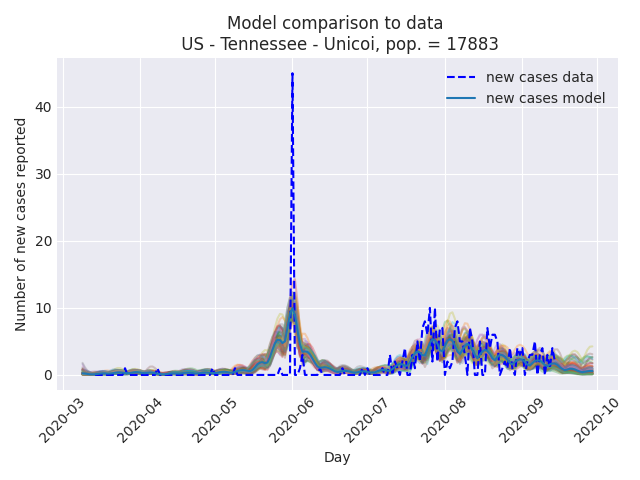 Model comparison to data
US - Tennessee - Unicoi, pop. = 17883
new cases data
new cases model
Number of new cases reported
40
30
20
10
0
2020-03
2020-04
2020-05
2020-06
2020-07
2020-08
2020-09
2020-10
Day